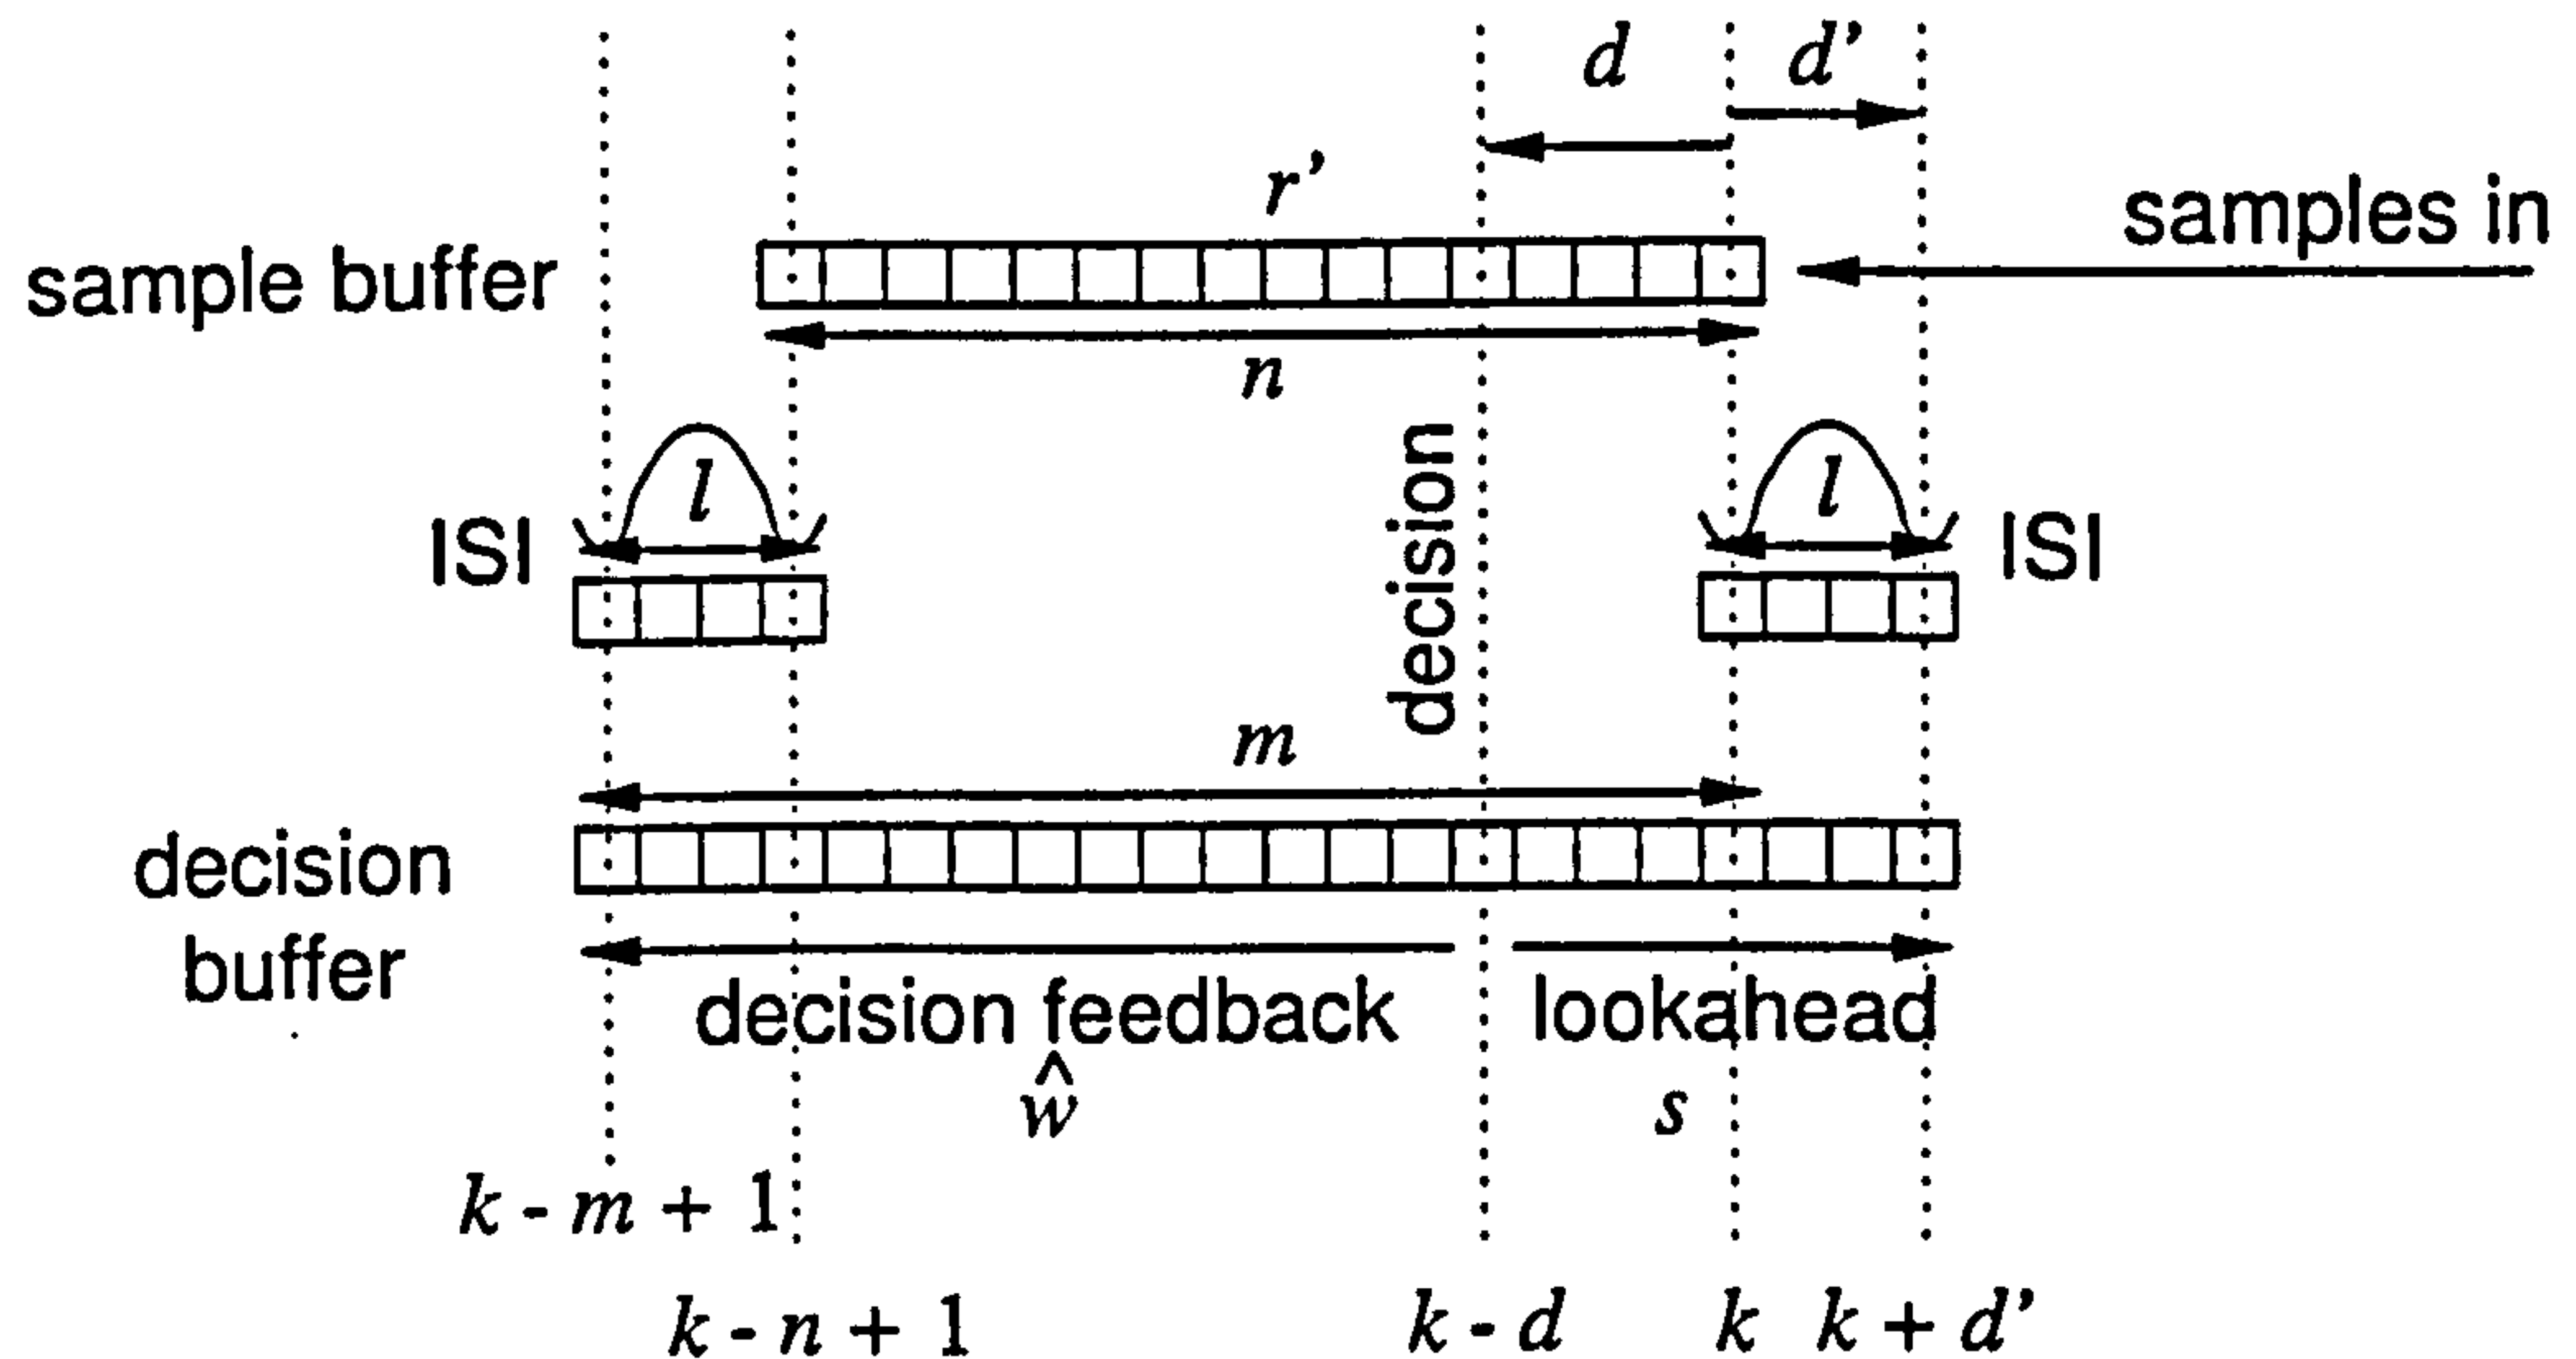 d
d'
r'
samples in
sample buffer
n
l
l
ISI
ISI
decision
m
decision
buffer
decision feedback
lookahead
ŵ
s
k - m + 1
k - n + 1
k - d
k
k + d'